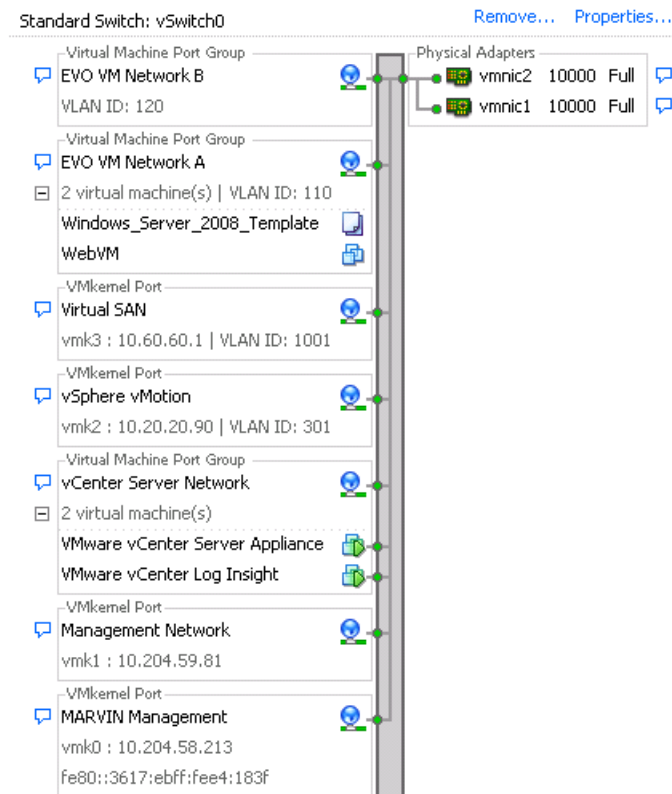 Standard Switch: vSwitch0
Remove... Properties...
Virtual Machine Port Group
EVO VM Network B
VLAN ID: 120
Physical Adapters
vmnic2 10000 Full
vmnic1 10000 Full
Virtual Machine Port Group
EVO VM Network A
2 virtual machine(s) | VLAN ID: 110
Windows_Server_2008_Template
WebVM
VMkernel Port
Virtual SAN
vmk3 : 10.60.60.1 | VLAN ID: 1001
VMkernel Port
vSphere vMotion
vmk2 : 10.20.20.90 | VLAN ID: 301
Virtual Machine Port Group
vCenter Server Network
2 virtual machine(s)
VMware vCenter Server Appliance
VMware vCenter Log Insight
VMkernel Port
Management Network
vmk1 : 10.204.59.81
VMkernel Port
MARVIN Management
vmk0 : 10.204.58.213
fe80::3617:ebff:fee4:183f